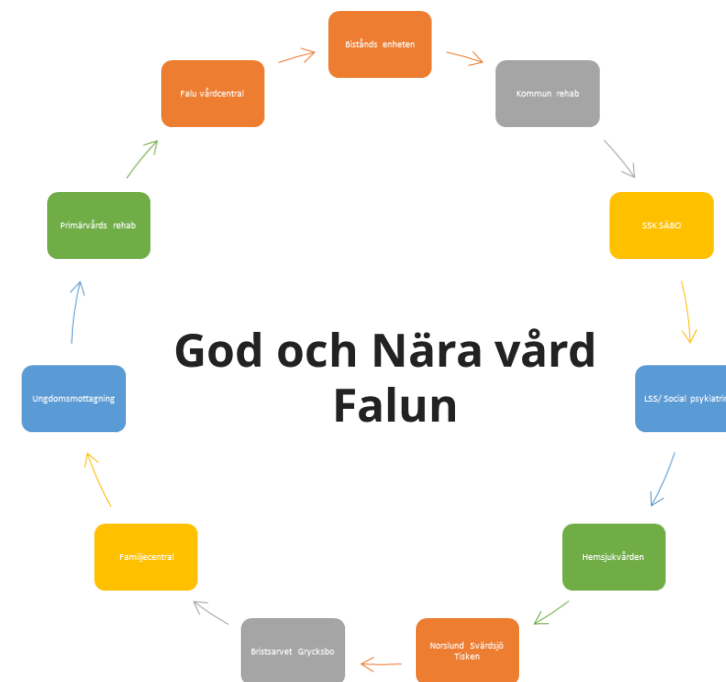 Bistånds enheten
Kommun rehab
SSK SÄBO
LSS/ Social psykiatrin
Hemsjukvården
Norslund Svärdsjö
Tisken
Bristsarvet Grycksbo
Familjecentral
Ungdomsmottagning
Primärvårds rehab
Falu vårdcentral
God och Nära vård
Falun